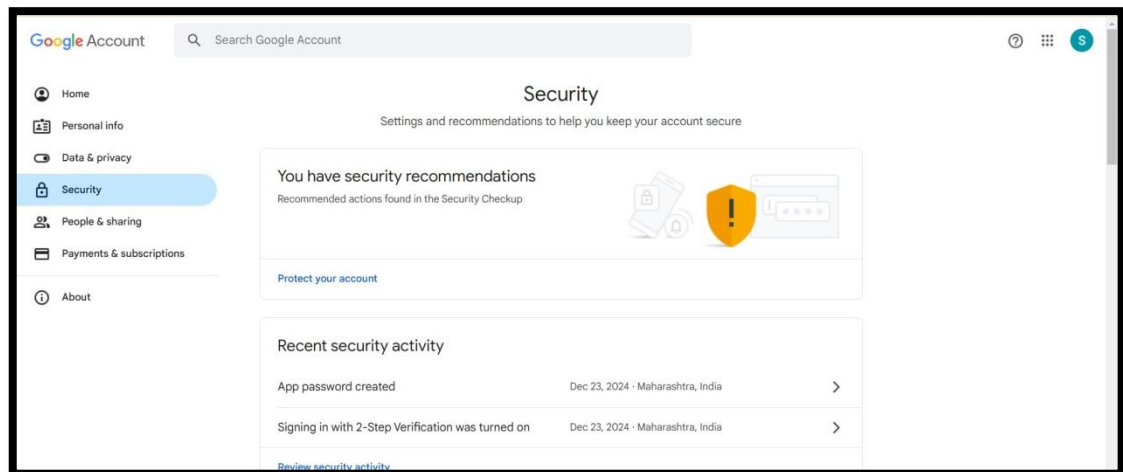 Google Account
Search Google Account
S
Home
Personal info
Data & privacy
Security
People & sharing
Payments & subscriptions
About
Security
Settings and recommendations to help you keep your account secure
You have security recommendations
Recommended actions found in the Security Checkup
Protect your account
Recent security activity
App password created Dec 23, 2024 · Maharashtra, India
Signing in with 2-Step Verification was turned on Dec 23, 2024 · Maharashtra, India
Review security activity